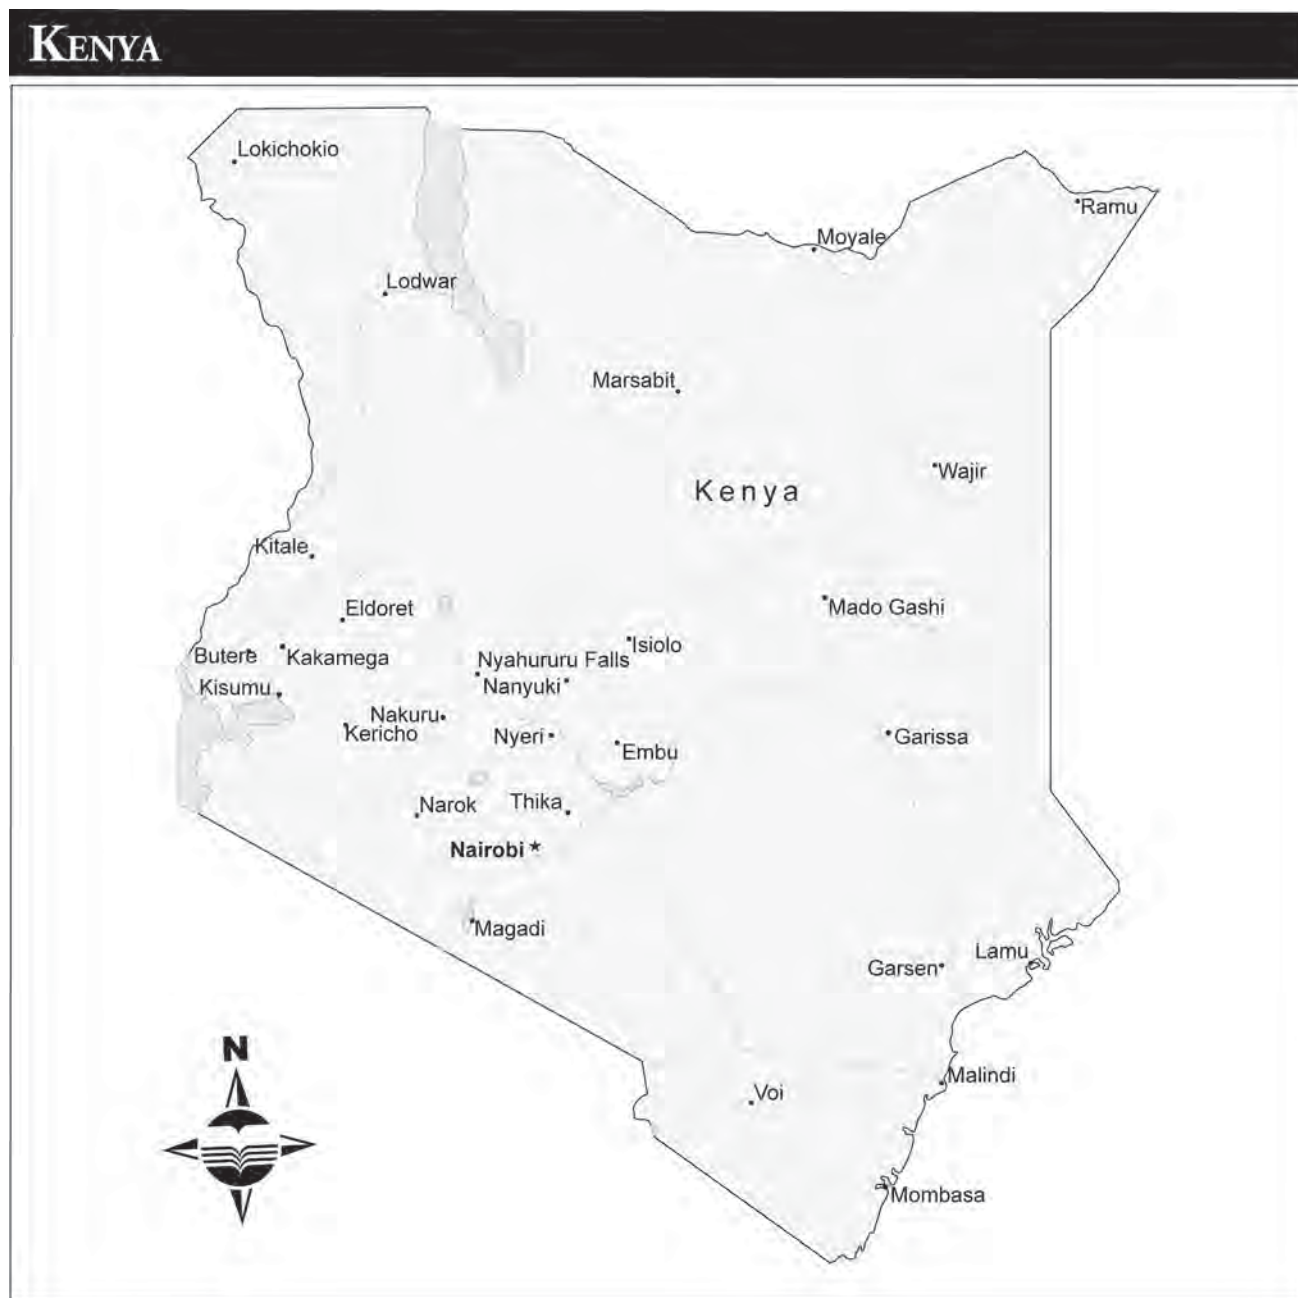 KENYA
Lokichokio
Ramu
Moyale
Lodwar
Marsabit
Wajir
Kenya
Kitale
Eldoret
Mado Gashi
Isiolo
Butere
Kakamega
Nyahururu Falls
Kisumu
Nanyuki
Nakuru
Kericho
Nyeri
Garissa
Embu
Narok
Thika
Nairobi
Magadi
Lamu
Garsen
N
Malindi
Voi
Mombasa